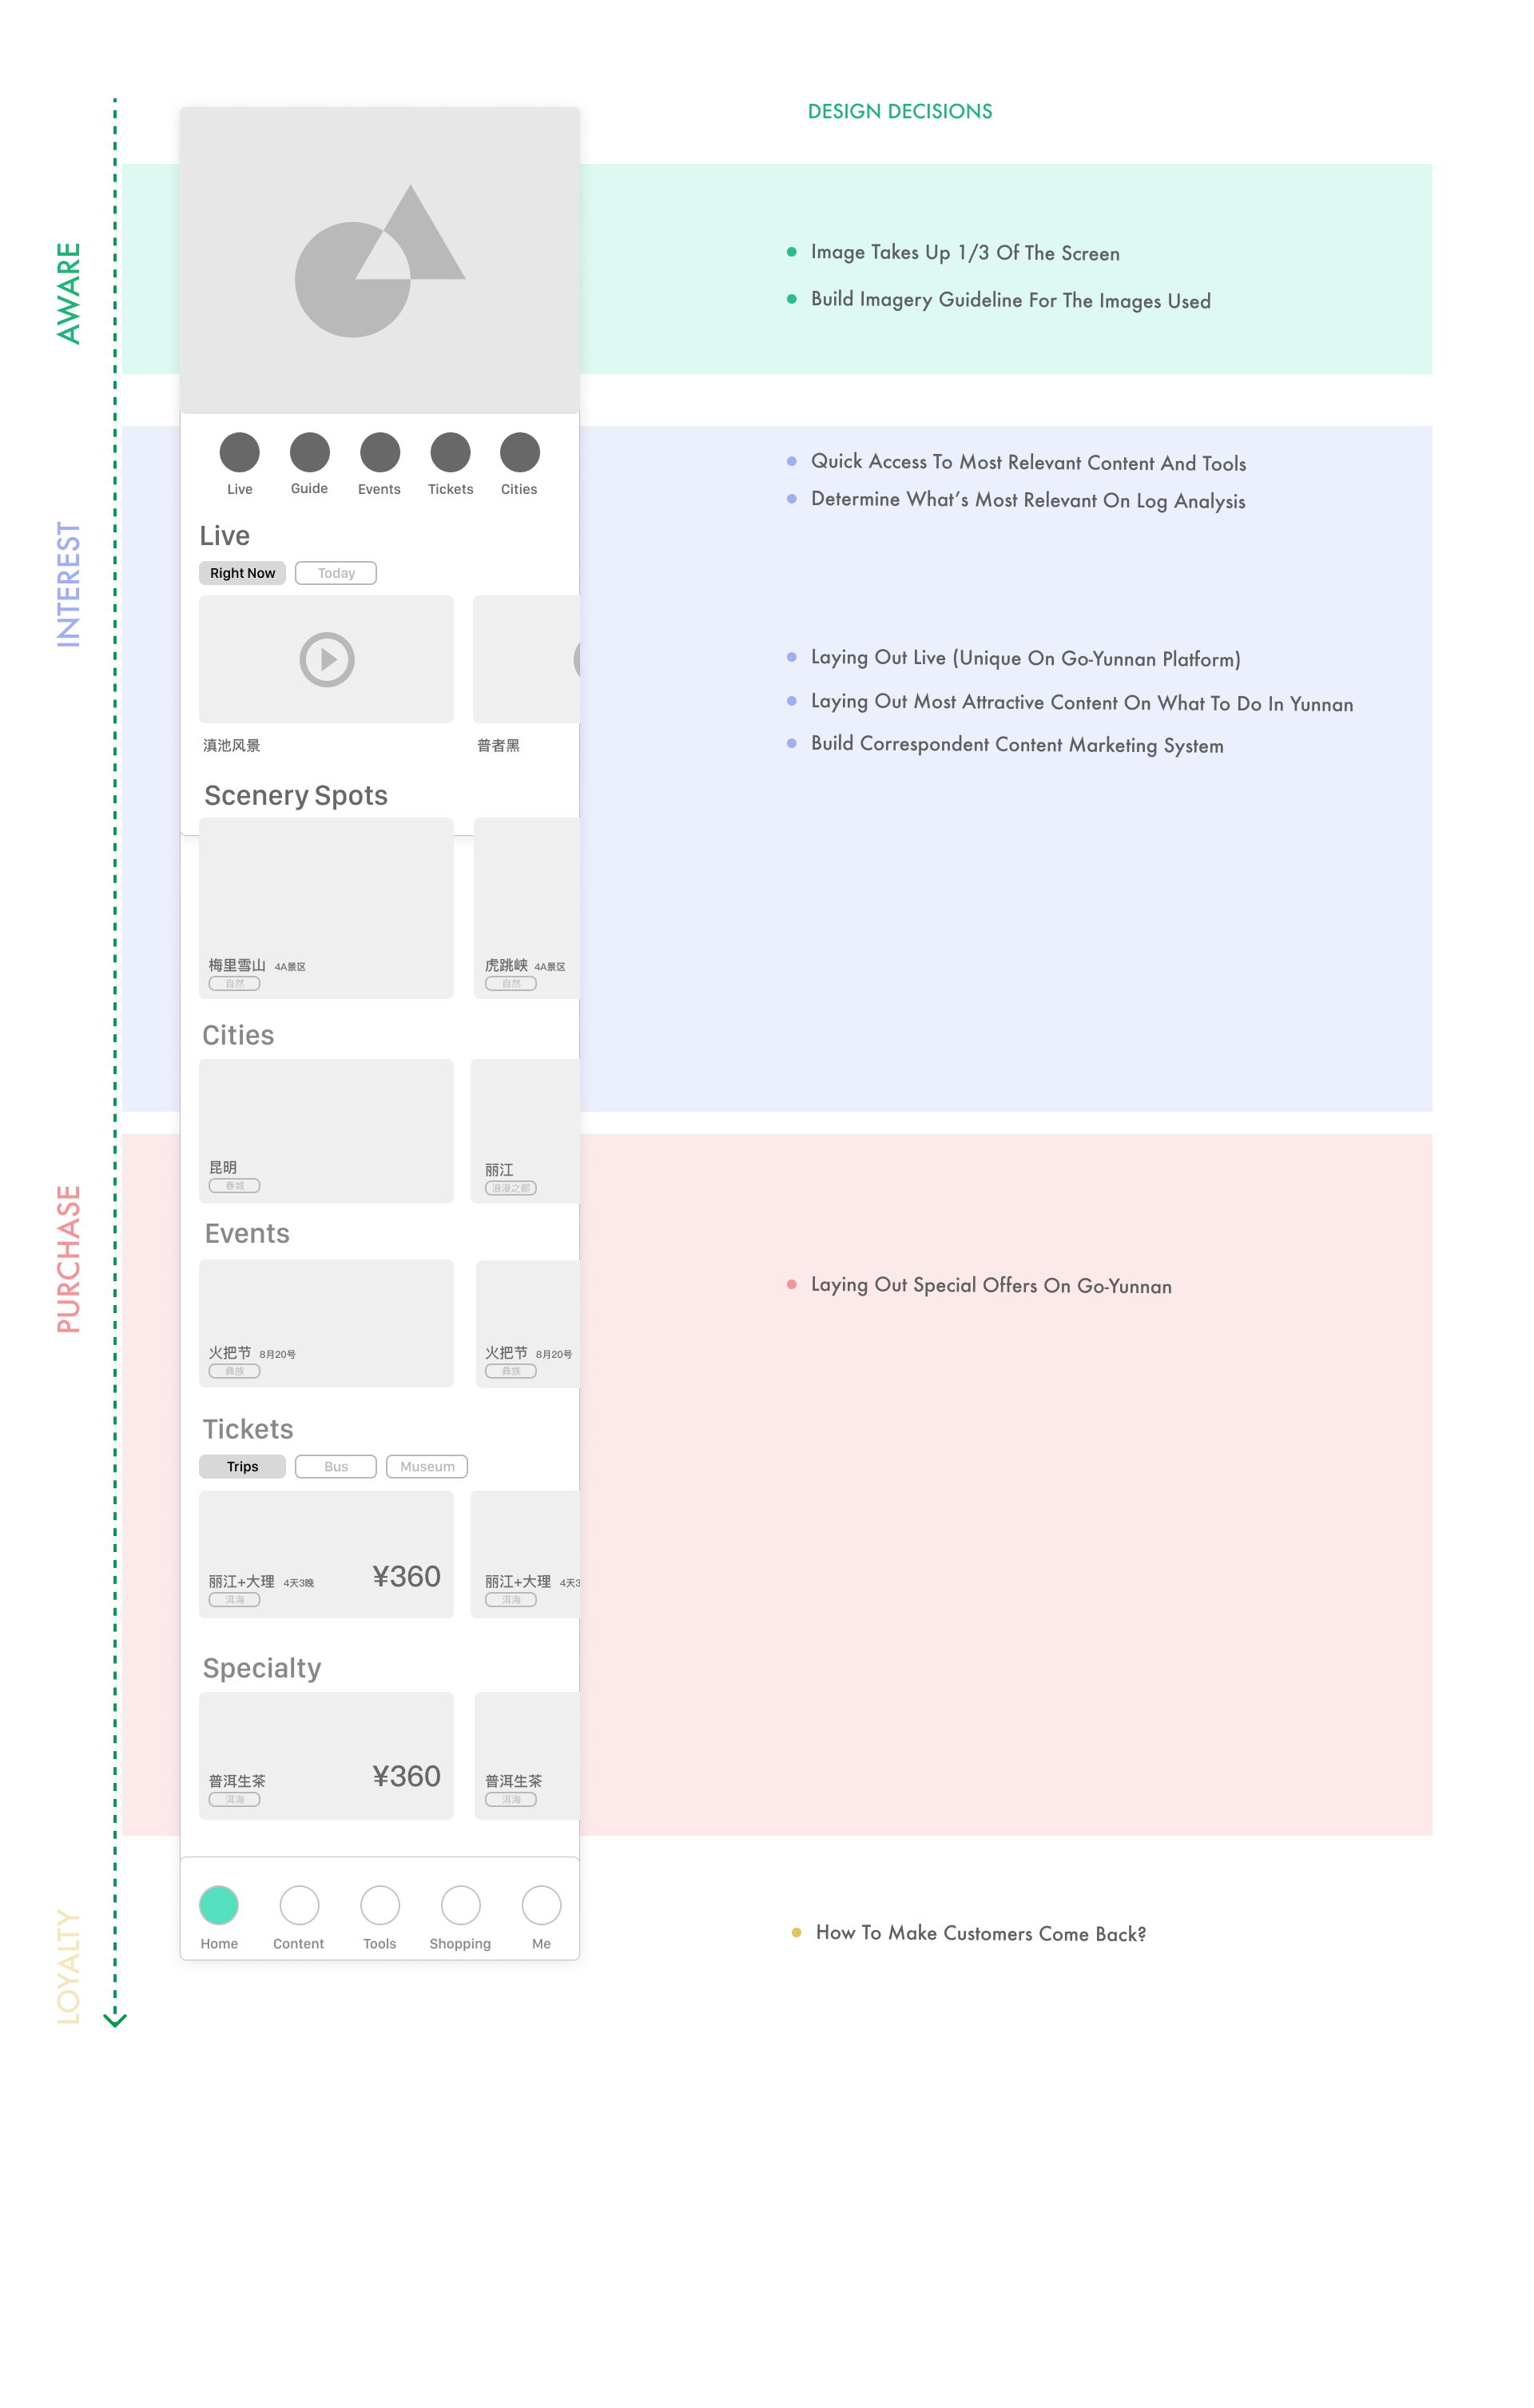 DESIGN DECISIONS
AWARE
Image Takes Up 1/3 Of The Screen
Build Imagery Guideline For The Images Used
INTEREST
Live Guide Events Tickets Cities
Quick Access To Most Relevant Content And Tools
Determine What's Most Relevant On Log Analysis
Live
Right Now Today
滇池风景 普者黑
Laying Out Live (Unique On Go-Yunnan Platform)
Laying Out Most Attractive Content On What To Do In Yunnan
Build Correspondent Content Marketing System
Scenery Spots
梅里雪山 4A景区 虎跳峡 4A景区
自然 自然
Cities
昆明 丽江
春城 浪漫之都
PURCHASE
Events
Laying Out Special Offers On Go-Yunnan
火把节 8月20号 火把节 8月20号
彝族 彝族
Tickets
Trips Bus Museum
丽江+大理 4天3晚 ¥360 丽江+大理 4天3
洱海 洱海
Specialty
普洱生茶 ¥360 普洱生茶
洱海 洱海
LOYALTY
Home Content Tools Shopping Me
How To Make Customers Come Back?